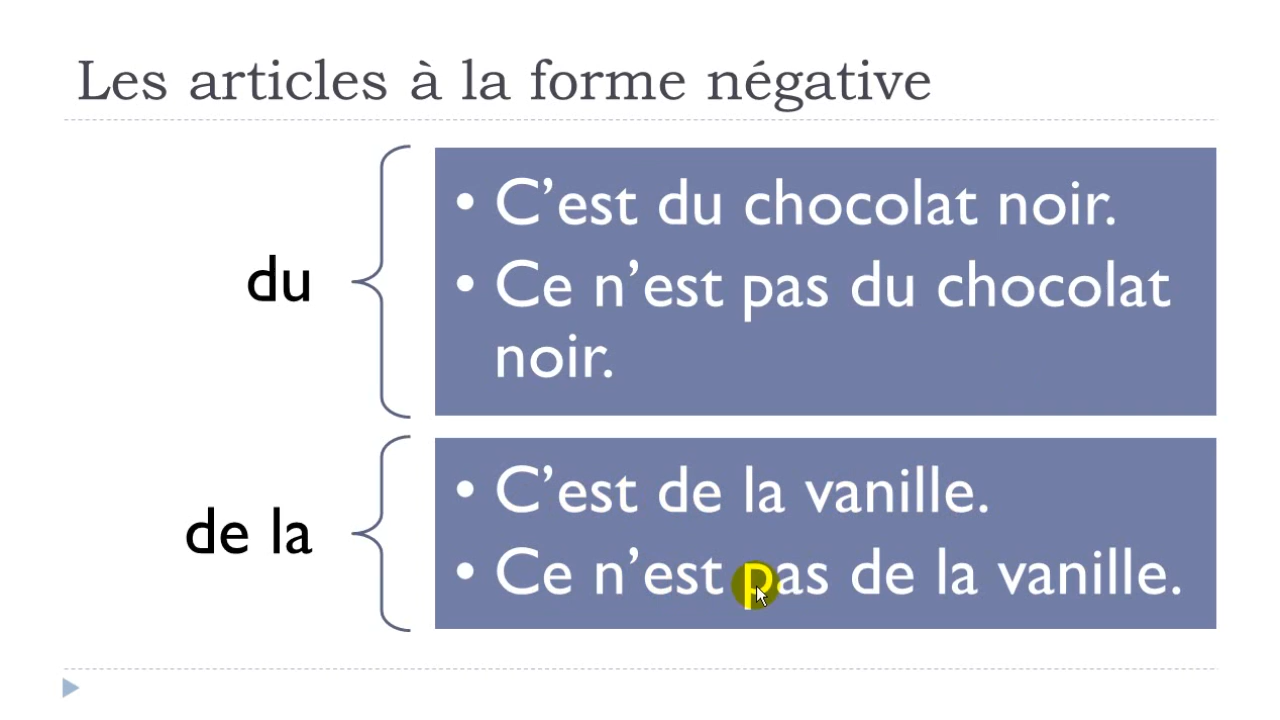 Les articles à la forme négative
du
• C’est du chocolat noir.
• Ce n’est pas du chocolat
noir.
de la
• C’est de la vanille.
• Ce n’est pas de la vanille.